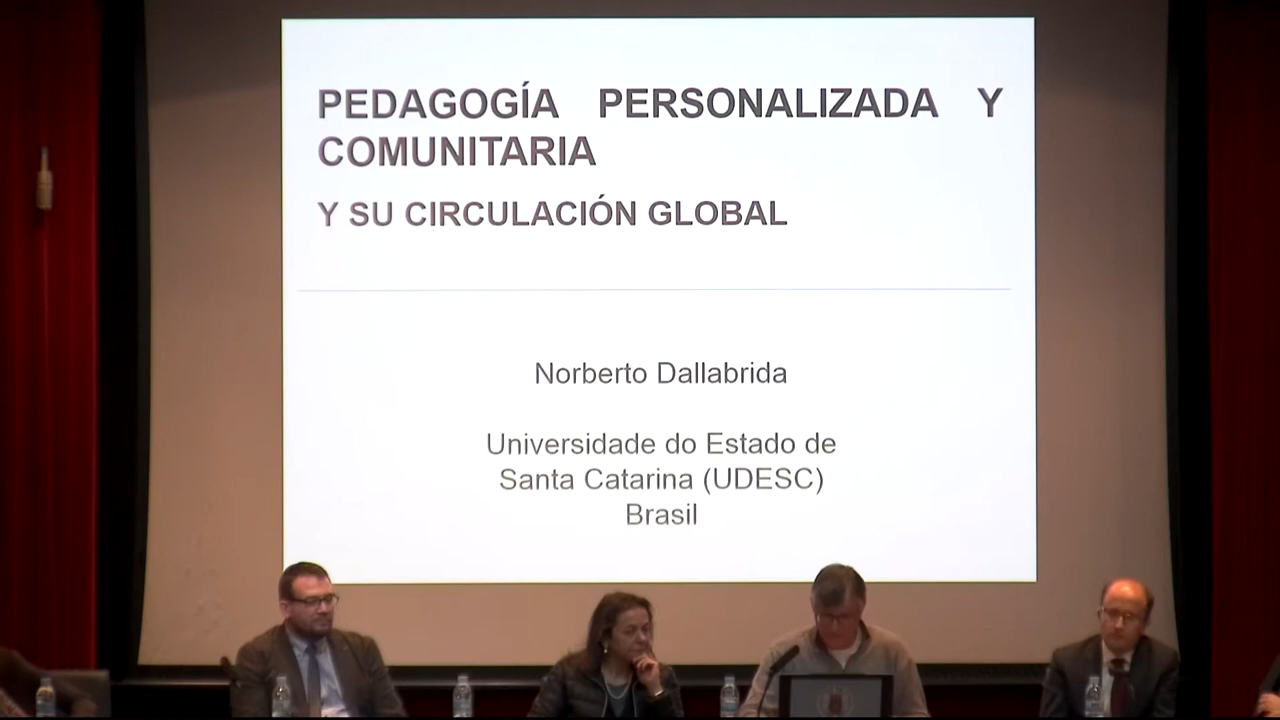 PEDAGOGÍA PERSONALIZADA Y
COMUNITARIA
Y SU CIRCULACIÓN GLOBAL
Norberto Dallabrida
Universidade do Estado de
Santa Catarina (UDESC)
Brasil